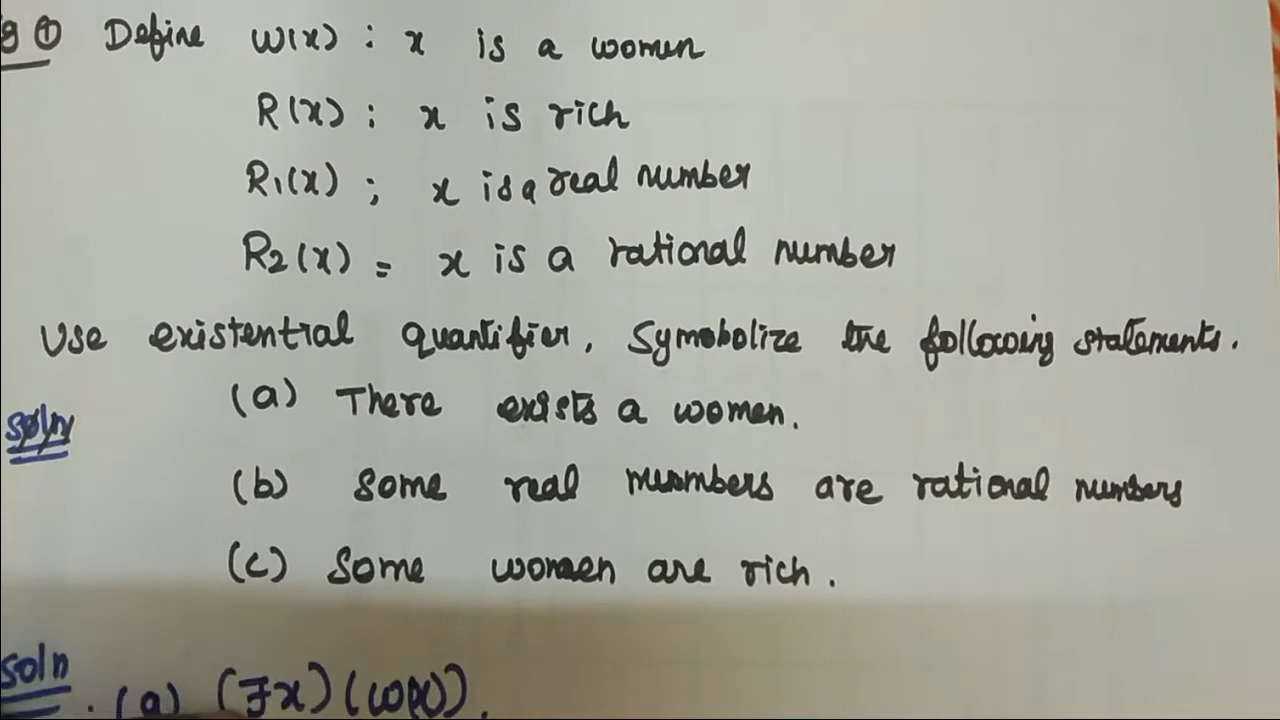 g ① Define W(x) : x is a women
R(x) : x is rich
R1(x) ; x is a real number
R2(x) = x is a rational number
Use existential quantifier, Symobolize the following statements.
(a) There exists a women.
soln
(b) Some real numbers are rational numbers
(c) Some women are rich.
soln
. (a) (∃x)(W(x)).